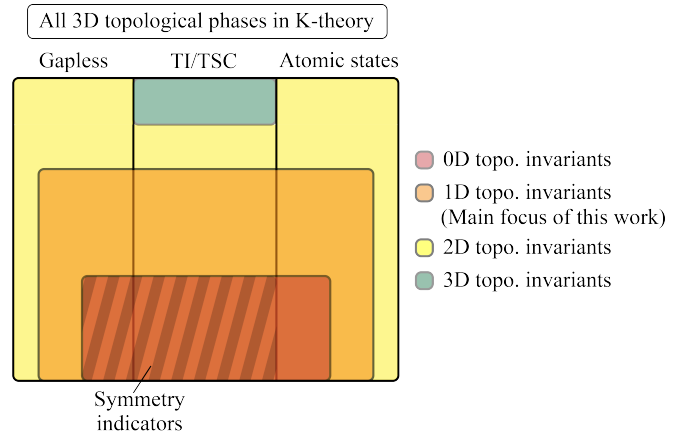 All 3D topological phases in K-theory
Gapless TI/TSC Atomic states
0D topo. invariants
1D topo. invariants
(Main focus of this work)
2D topo. invariants
3D topo. invariants
Symmetry
indicators